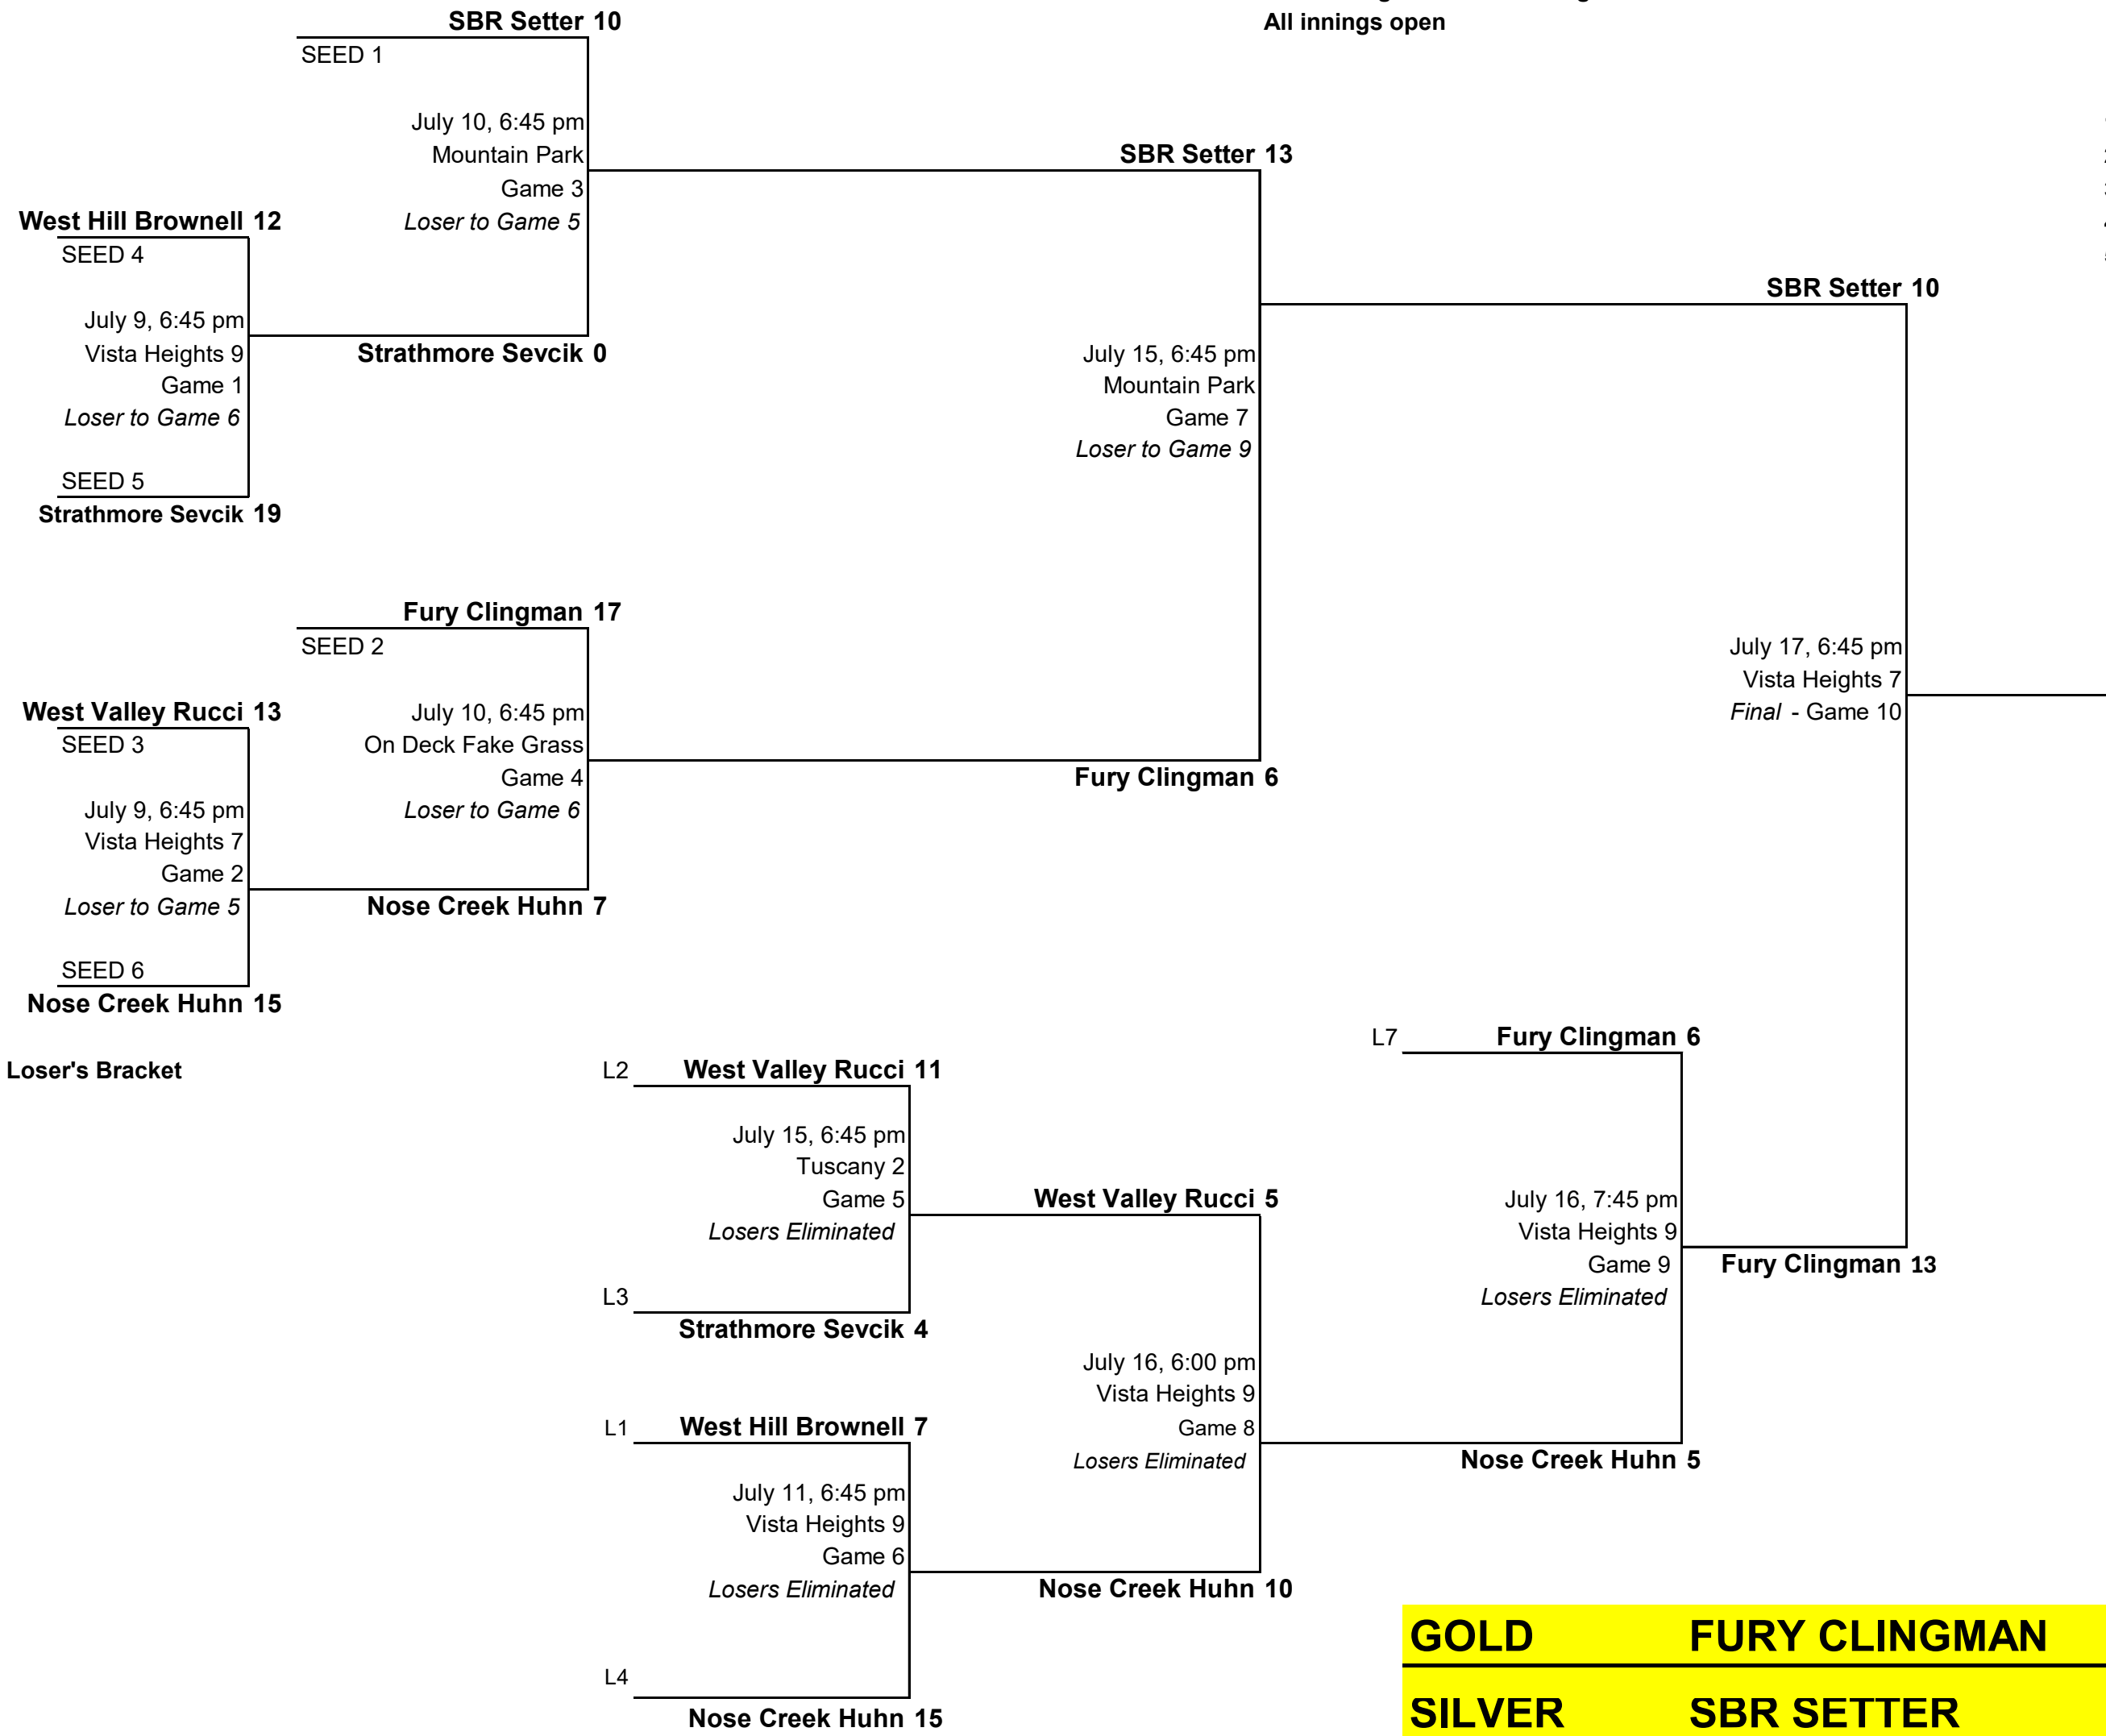 SBR Setter 10
All innings open
SEED 1
July 10, 6:45 pm
Mountain Park
Game 3
Loser to Game 5
SBR Setter 13
West Hill Brownell 12
SEED 4
July 9, 6:45 pm
Vista Heights 9
Game 1
Loser to Game 6
SEED 5
Strathmore Sevcik 19
Strathmore Sevcik 0
July 15, 6:45 pm
Mountain Park
Game 7
Loser to Game 9
SBR Setter 10
Fury Clingman 17
SEED 2
July 10, 6:45 pm
On Deck Fake Grass
Game 4
Loser to Game 6
West Valley Rucci 13
SEED 3
July 9, 6:45 pm
Vista Heights 7
Game 2
Loser to Game 5
SEED 6
Nose Creek Huhn 15
Nose Creek Huhn 7
Fury Clingman 6
July 17, 6:45 pm
Vista Heights 7
Final - Game 10
Loser's Bracket
L2 West Valley Rucci 11
July 15, 6:45 pm
Tuscany 2
Game 5
Losers Eliminated
L3
Strathmore Sevcik 4
West Valley Rucci 5
July 16, 6:00 pm
Vista Heights 9
Game 8
Losers Eliminated
L1 West Hill Brownell 7
July 11, 6:45 pm
Vista Heights 9
Game 6
Losers Eliminated
L4
Nose Creek Huhn 15
Nose Creek Huhn 10
L7 Fury Clingman 6
July 16, 7:45 pm
Vista Heights 9
Game 9
Losers Eliminated
Nose Creek Huhn 5
Fury Clingman 13
GOLD FURY CLINGMAN
SILVER SBR SETTER